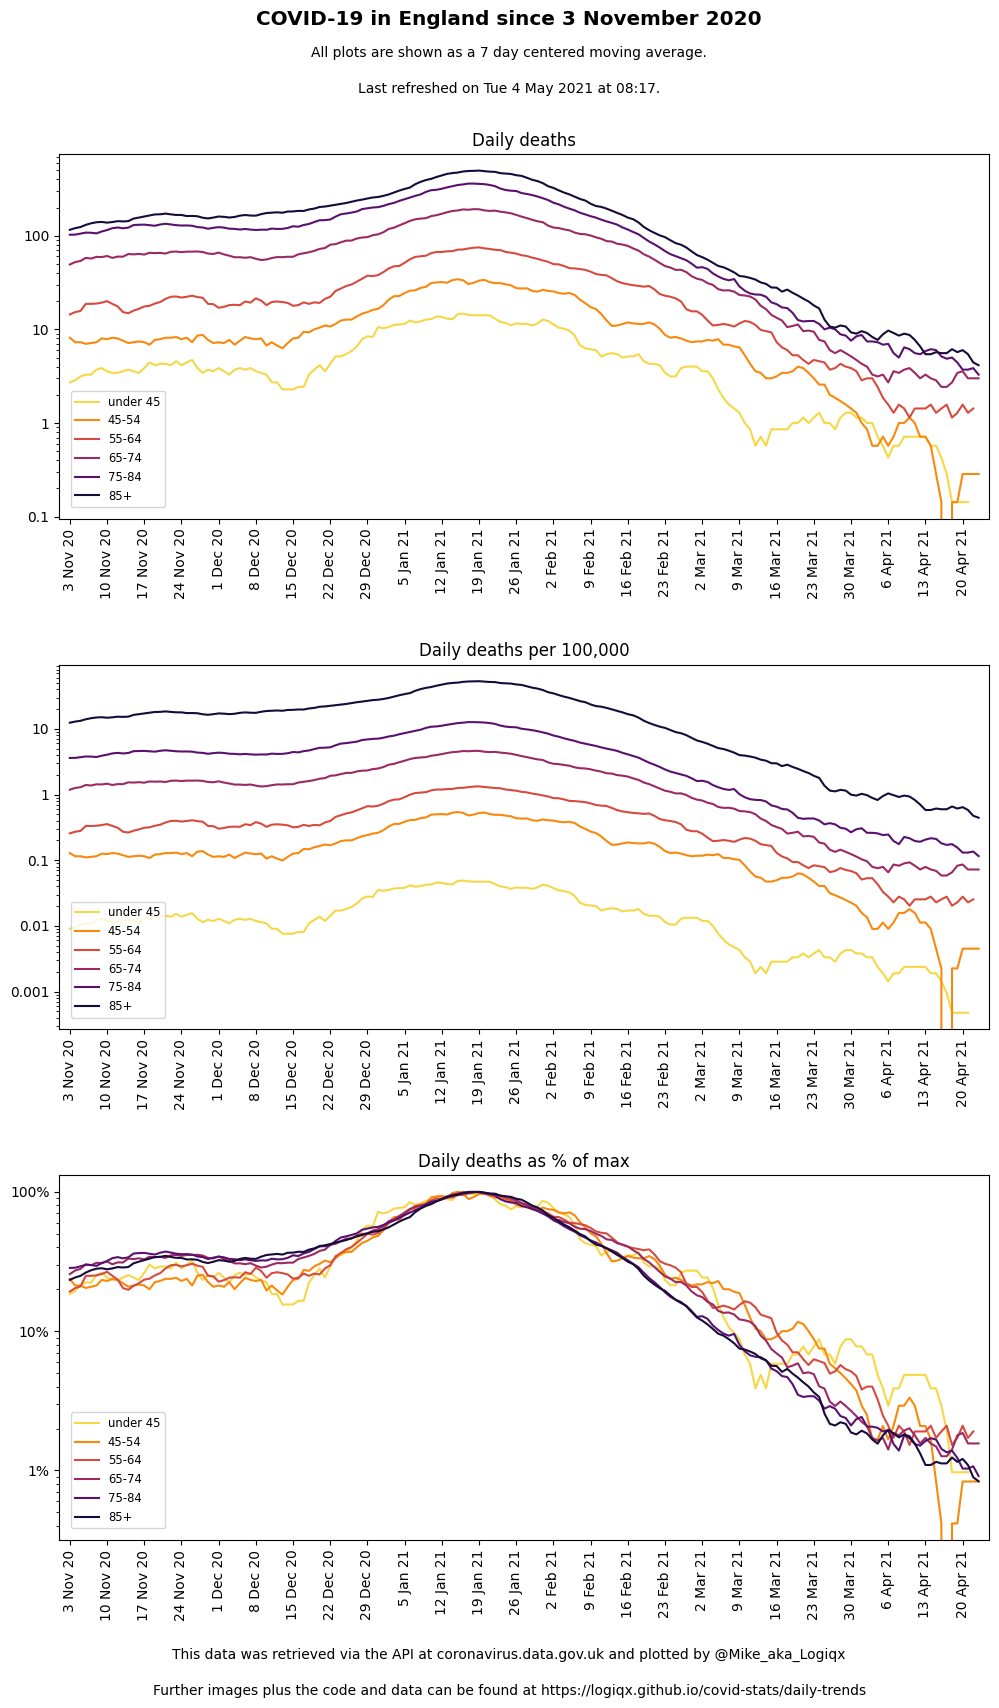 COVID-19 in England since 3 November 2020
All plots are shown as a 7 day centered moving average.
Last refreshed on Tue 4 May 2021 at 08:17.
Daily deaths
100
10
1
0.1
under 45
45-54
55-64
65-74
75-84
85+
3 Nov 20
10 Nov 20
17 Nov 20
24 Nov 20
1 Dec 20
8 Dec 20
15 Dec 20
22 Dec 20
29 Dec 20
5 Jan 21
12 Jan 21
19 Jan 21
26 Jan 21
2 Feb 21
9 Feb 21
16 Feb 21
23 Feb 21
2 Mar 21
9 Mar 21
16 Mar 21
23 Mar 21
30 Mar 21
6 Apr 21
13 Apr 21
20 Apr 21
Daily deaths per 100,000
10
1
0.1
0.01
0.001
under 45
45-54
55-64
65-74
75-84
85+
3 Nov 20
10 Nov 20
17 Nov 20
24 Nov 20
1 Dec 20
8 Dec 20
15 Dec 20
22 Dec 20
29 Dec 20
5 Jan 21
12 Jan 21
19 Jan 21
26 Jan 21
2 Feb 21
9 Feb 21
16 Feb 21
23 Feb 21
2 Mar 21
9 Mar 21
16 Mar 21
23 Mar 21
30 Mar 21
6 Apr 21
13 Apr 21
20 Apr 21
Daily deaths as % of max
100%
10%
1%
under 45
45-54
55-64
65-74
75-84
85+
3 Nov 20
10 Nov 20
17 Nov 20
24 Nov 20
1 Dec 20
8 Dec 20
15 Dec 20
22 Dec 20
29 Dec 20
5 Jan 21
12 Jan 21
19 Jan 21
26 Jan 21
2 Feb 21
9 Feb 21
16 Feb 21
23 Feb 21
2 Mar 21
9 Mar 21
16 Mar 21
23 Mar 21
30 Mar 21
6 Apr 21
13 Apr 21
20 Apr 21
This data was retrieved via the API at coronavirus.data.gov.uk and plotted by @Mike_aka_Logiqx
Further images plus the code and data can be found at https://logiqx.github.io/covid-stats/daily-trends